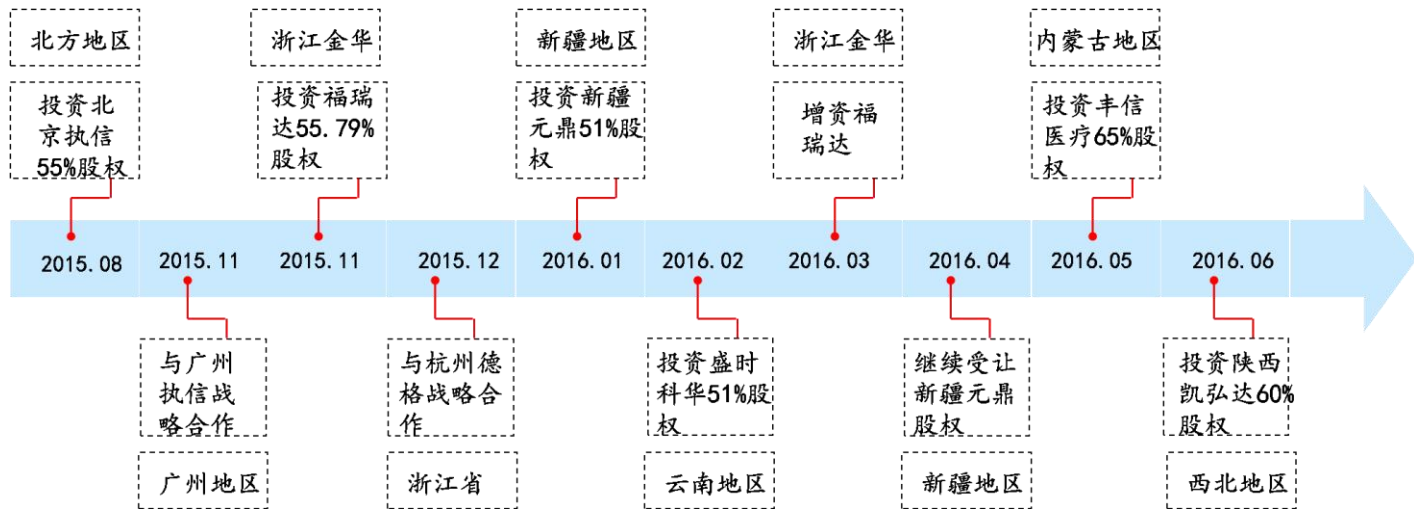 北方地区
浙江金华
新疆地区
浙江金华
内蒙古地区
投资北
京执信
55%股权
投资福瑞
达55.79%
股权
投资新疆
元鼎51%股
权
增资福
瑞达
投资丰信
医疗65%股
权
2015.08
2015.11
2015.11
2015.12
2016.01
2016.02
2016.03
2016.04
2016.05
2016.06
与广州
执信战
略合作
与杭州德
格战略合
作
投资盛时
科华51%股
权
继续受让
新疆元鼎
股权
投资陕西
凯弘达60%
股权
广州地区
浙江省
云南地区
新疆地区
西北地区